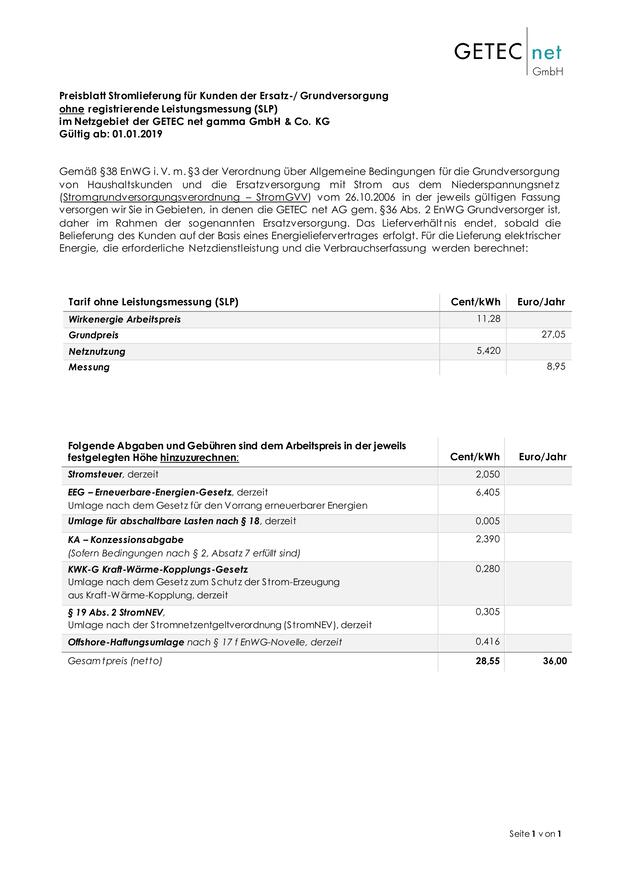 GETEC net
GmbH
Preisblatt Stromlieferung für Kunden der Ersatz-/ Grundversorgung
ohne registrierende Leistungsmessung (SLP)
im Netzgebiet der GETEC net gamma GmbH & Co. KG
Gültig ab: 01.01.2019
Gemäß §38 EnWG i. V. m. §3 der Verordnung über Allgemeine Bedingungen für die Grundversorgung
von Haushaltskunden und die Ersatzversorgung mit Strom aus dem Niederspannungsnetz
(Stromgrundversorgungsverordnung – StromGVV) vom 26.10.2006 in der jeweils gültigen Fassung
versorgen wir Sie in Gebieten, in denen die GETEC net AG gem. §36 Abs. 2 EnWG Grundversorger ist,
daher im Rahmen der sogenannten Ersatzversorgung. Das Lieferverhältnis endet, sobald die
Belieferung des Kunden auf der Basis eines Energieliefervertrages erfolgt. Für die Lieferung elektrischer
Energie, die erforderliche Netzdienstleistung und die Verbrauchserfassung werden berechnet:
Tarif ohne Leistungsmessung (SLP) Cent/kWh Euro/Jahr
Wirkenergie Arbeitspreis 11,28
Grundpreis 27,05
Netznutzung 5,420
Messung 8,95
Folgende Abgaben und Gebühren sind dem Arbeitspreis in der jeweils
festgelegten Höhe hinzuzurechnen: Cent/kWh Euro/Jahr
Stromsteuer, derzeit 2,050
EEG – Erneuerbare-Energien-Gesetz, derzeit 6,405
Umlage nach dem Gesetz für den Vorrang erneuerbarer Energien
Umlage für abschaltbare Lasten nach § 18, derzeit 0,005
KA – Konzessionsabgabe 2,390
(Sofern Bedingungen nach § 2, Absatz 7 erfüllt sind)
KWK-G Kraft-Wärme-Kopplungs-Gesetz 0,280
Umlage nach dem Gesetz zum Schutz der Strom-Erzeugung
aus Kraft-Wärme-Kopplung, derzeit
§ 19 Abs. 2 StromNEV, 0,305
Umlage nach der Stromnetzentgeltverordnung (StromNEV), derzeit
Offshore-Haftungsumlage nach § 17 f EnWG-Novelle, derzeit 0,416
Gesamtpreis (netto) 28,55 36,00
Seite 1 von 1